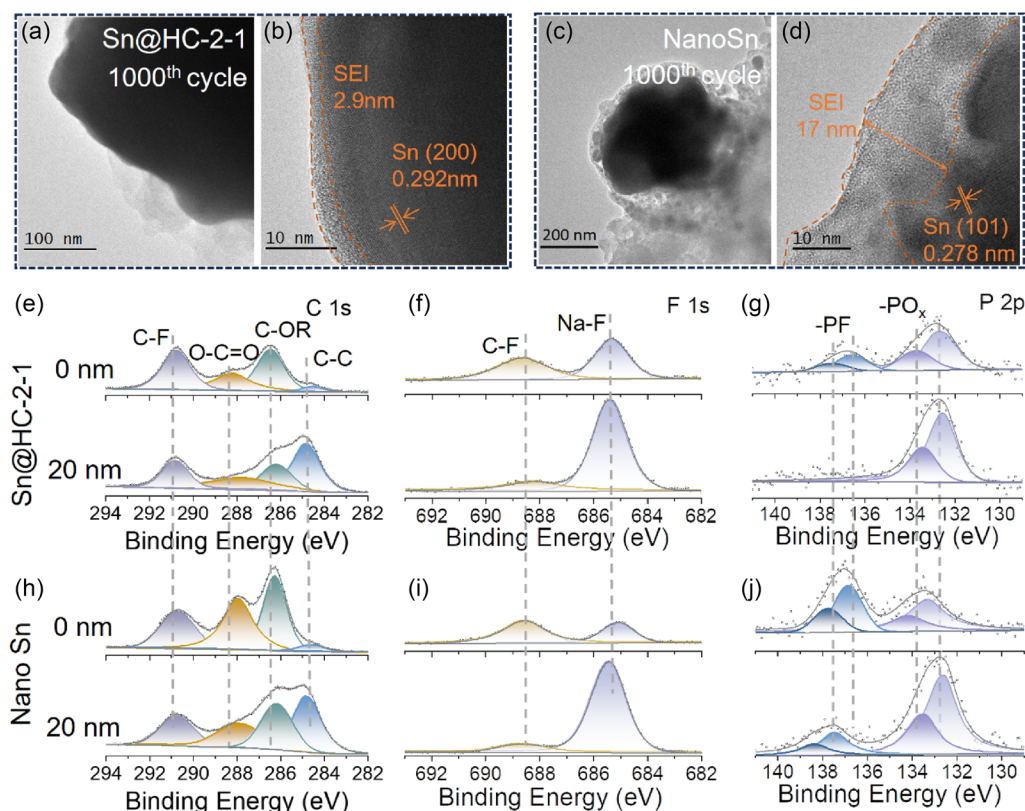 (a)
Sn@HC-2-1
1000th cycle
100 nm
(b)
SEI
2.9nm
Sn (200)
0.292nm
10 nm
(c)
NanoSn
1000th cycle
200 nm
(d)
SEI
17 nm
Sn (101)
0.278 nm
10 nm
(e)
C 1s
C-F
O-C=O
C-OR
C-C
0 nm
20 nm
Sn@HC-2-1
294 292 290 288 286 284 282
Binding Energy (eV)
(f)
F 1s
C-F
Na-F
692 690 688 686 684 682
Binding Energy (eV)
(g)
P 2p
-PF
-POx
140 138 136 134 132 130
Binding Energy (eV)
(h)
0 nm
20 nm
Nano Sn
294 292 290 288 286 284 282
Binding Energy (eV)
(i)
692 690 688 686 684 682
Binding Energy (eV)
(j)
140 138 136 134 132 130
Binding Energy (eV)